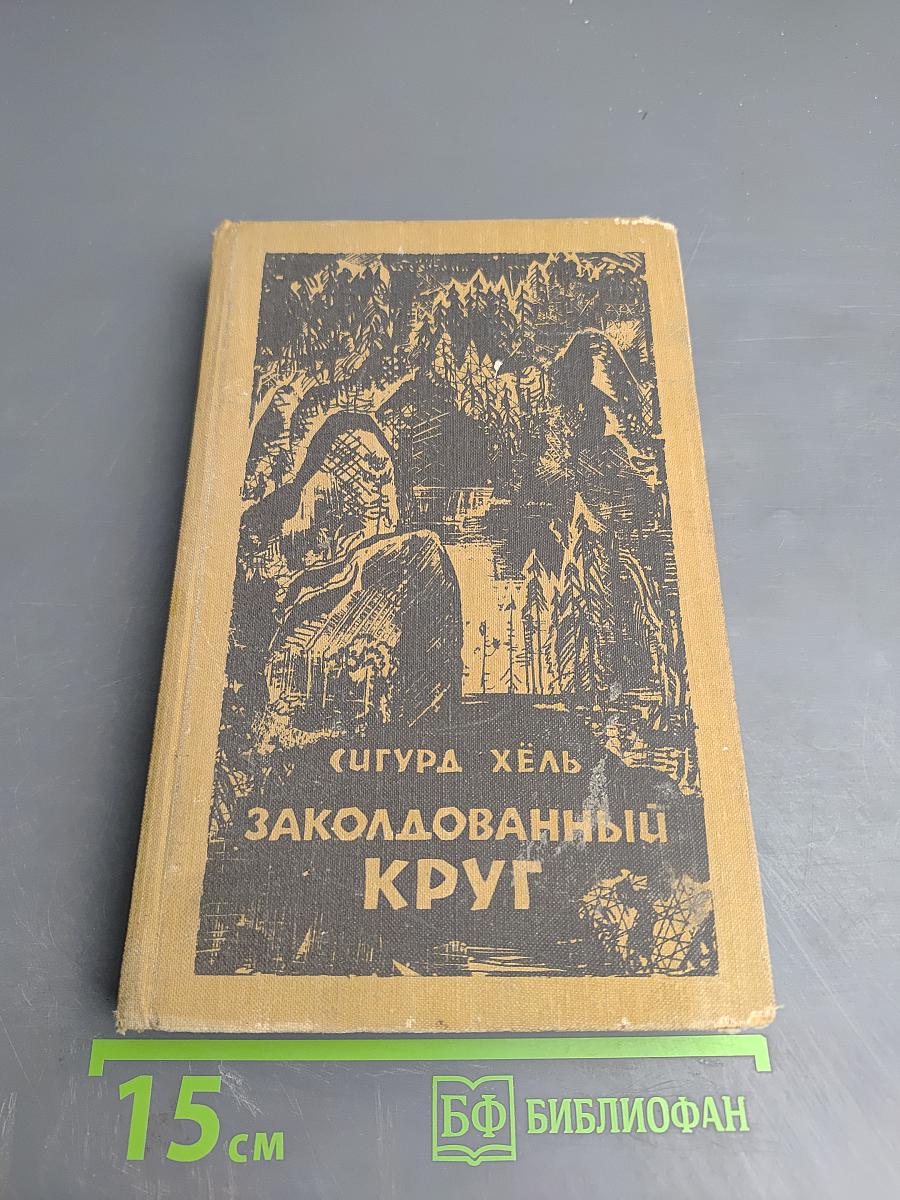 СИГУРД ХЁЛЬ
ЗАКОЛДОВАННЫЙ
КРУГ
15 см
БФ БИБЛИОФАН